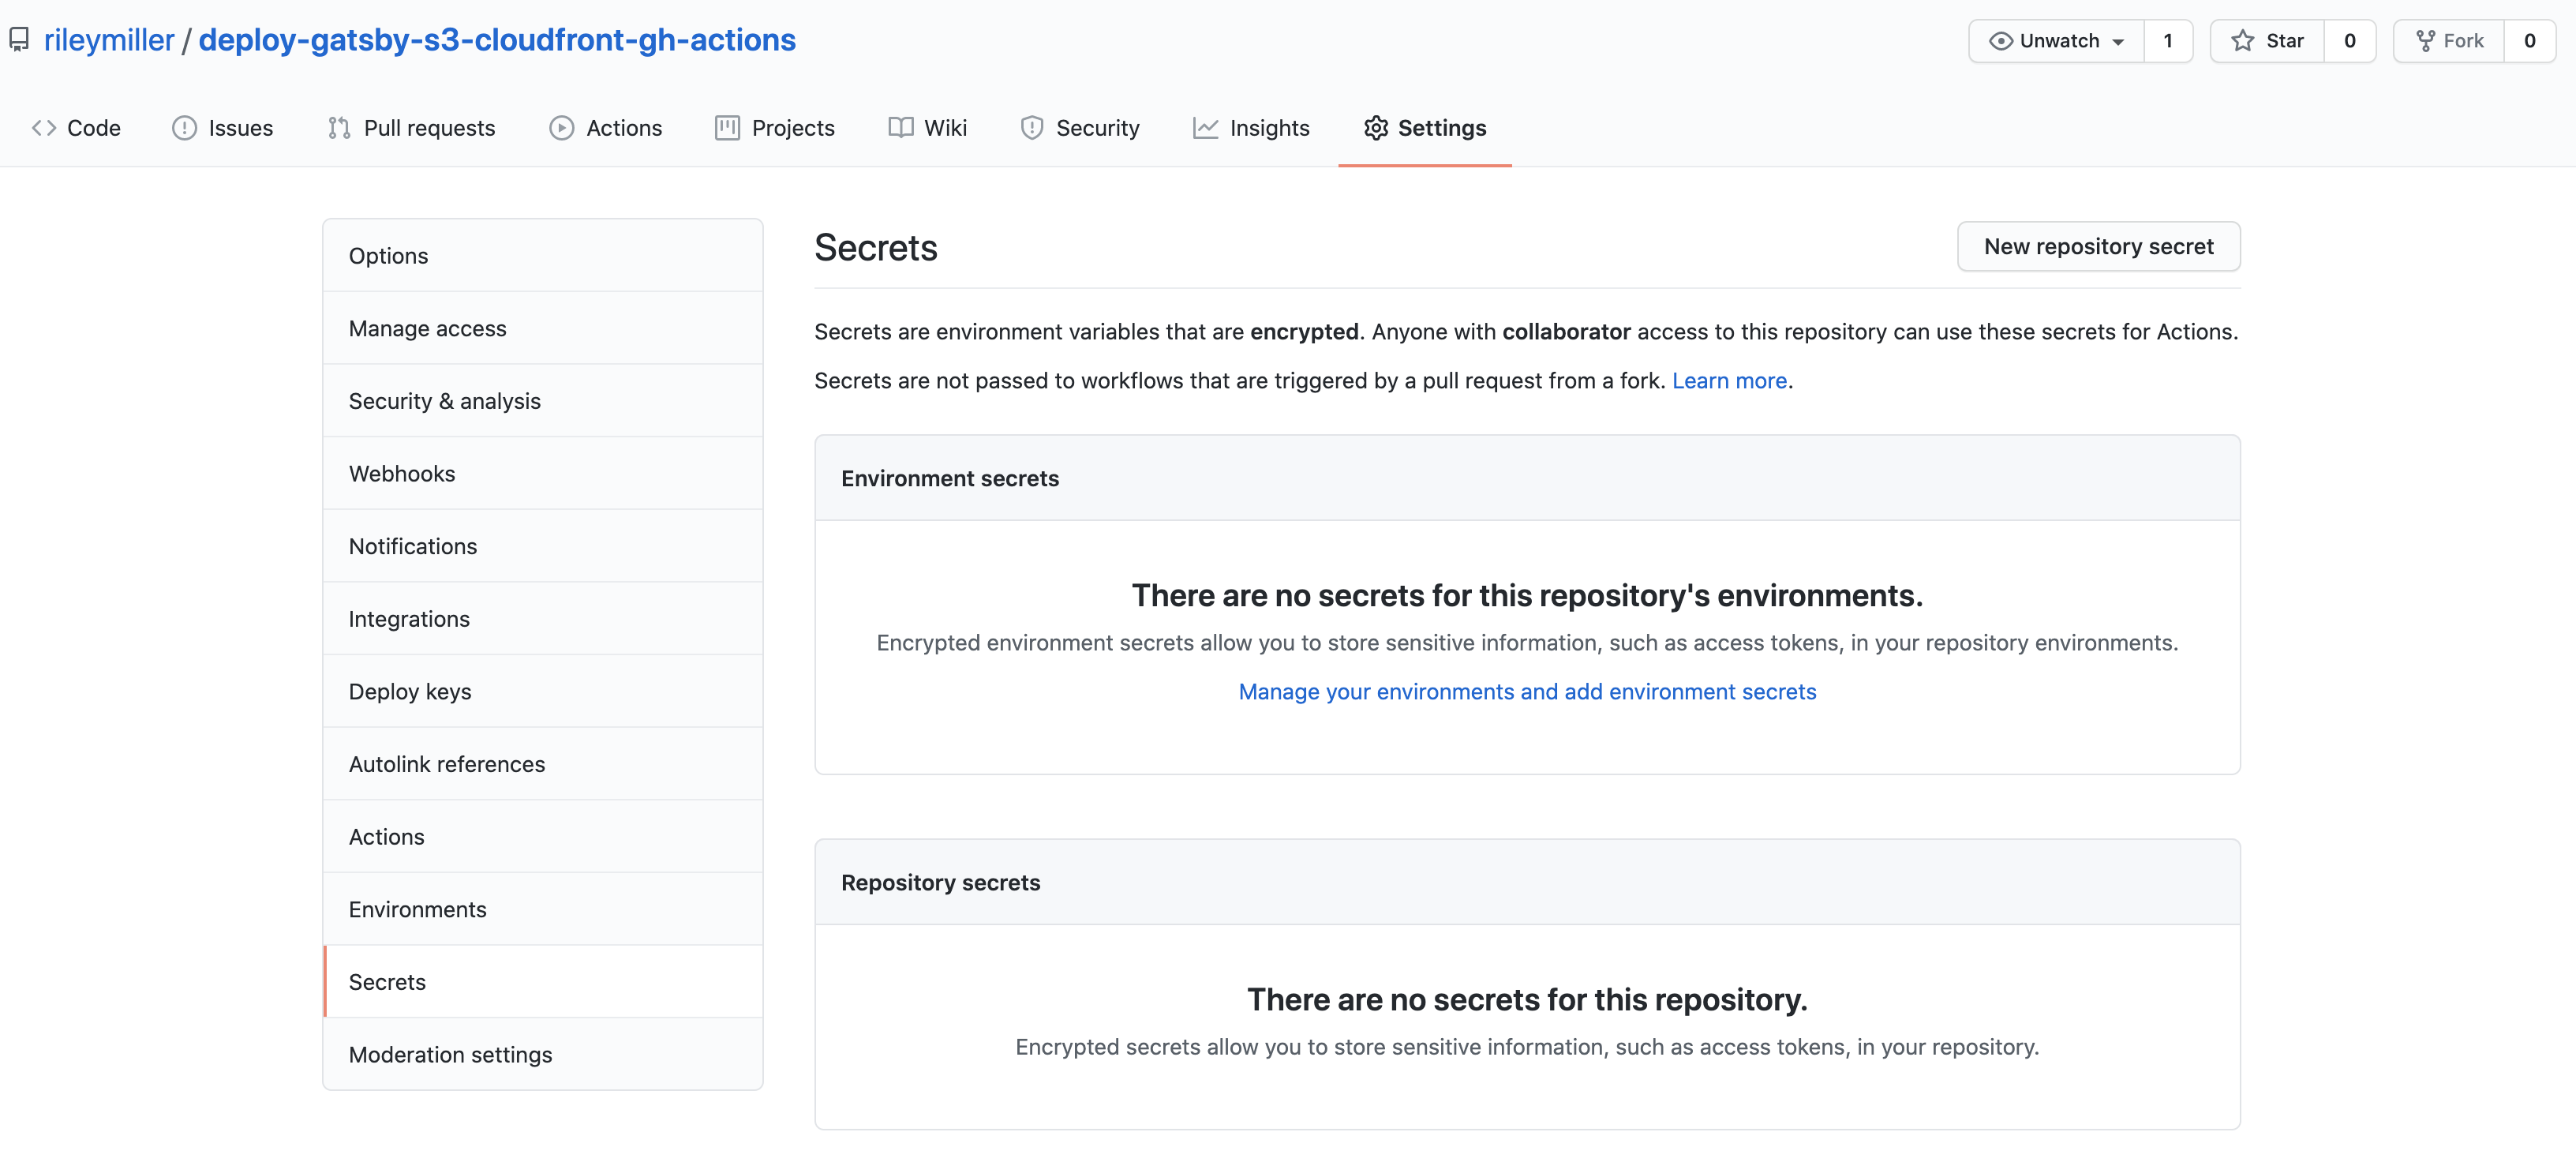 rileymiller / deploy-gatsby-s3-cloudfront-gh-actions
Unwatch 1 Star 0 Fork 0
Code Issues Pull requests Actions Projects Wiki Security Insights Settings
Options
Manage access
Security & analysis
Webhooks
Notifications
Integrations
Deploy keys
Autolink references
Actions
Environments
Secrets
Moderation settings
Secrets
New repository secret
Secrets are environment variables that are encrypted. Anyone with collaborator access to this repository can use these secrets for Actions.
Secrets are not passed to workflows that are triggered by a pull request from a fork. Learn more.
Environment secrets
There are no secrets for this repository's environments.
Encrypted environment secrets allow you to store sensitive information, such as access tokens, in your repository environments.
Manage your environments and add environment secrets
Repository secrets
There are no secrets for this repository.
Encrypted secrets allow you to store sensitive information, such as access tokens, in your repository.